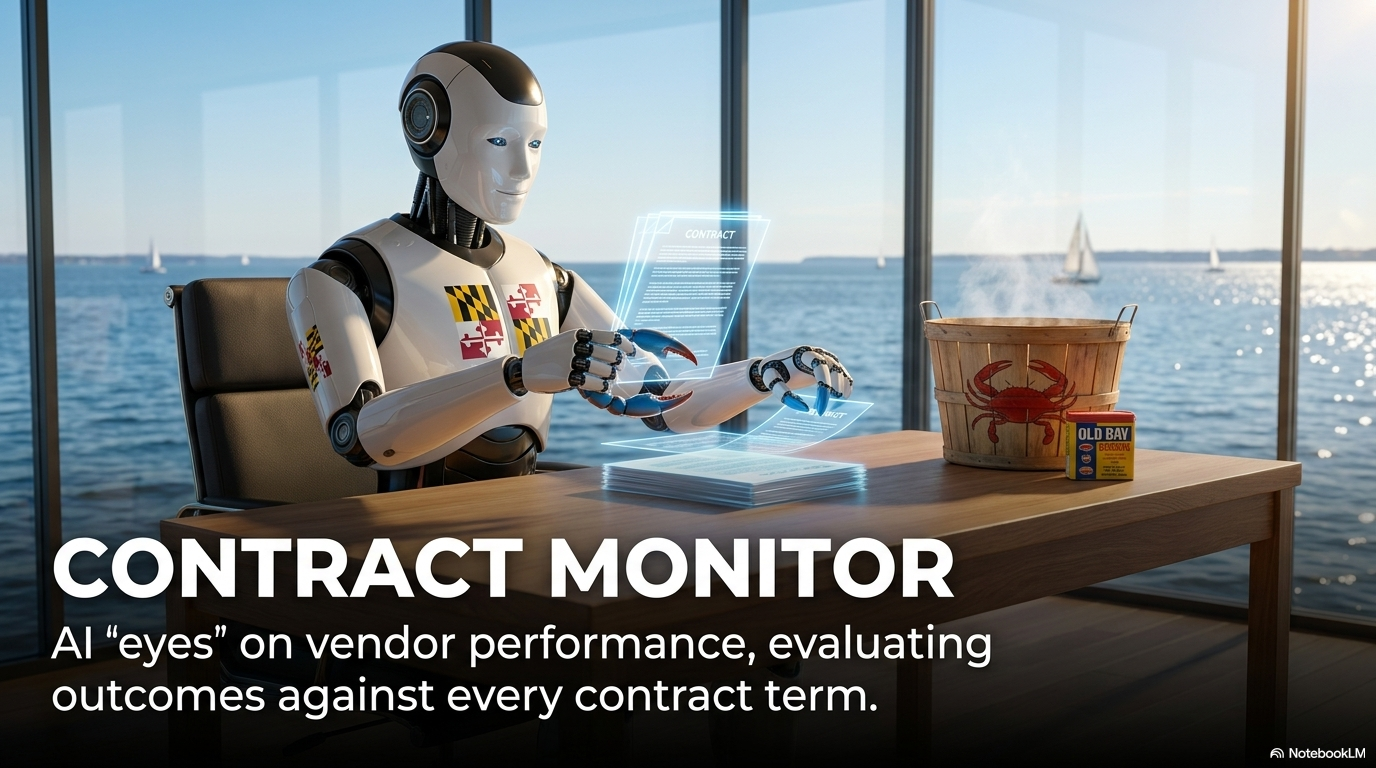 CONTRACT
OLD BAY
CONTRACT MONITOR
AI “eyes” on vendor performance, evaluating
outcomes against every contract term.
NotebookLM